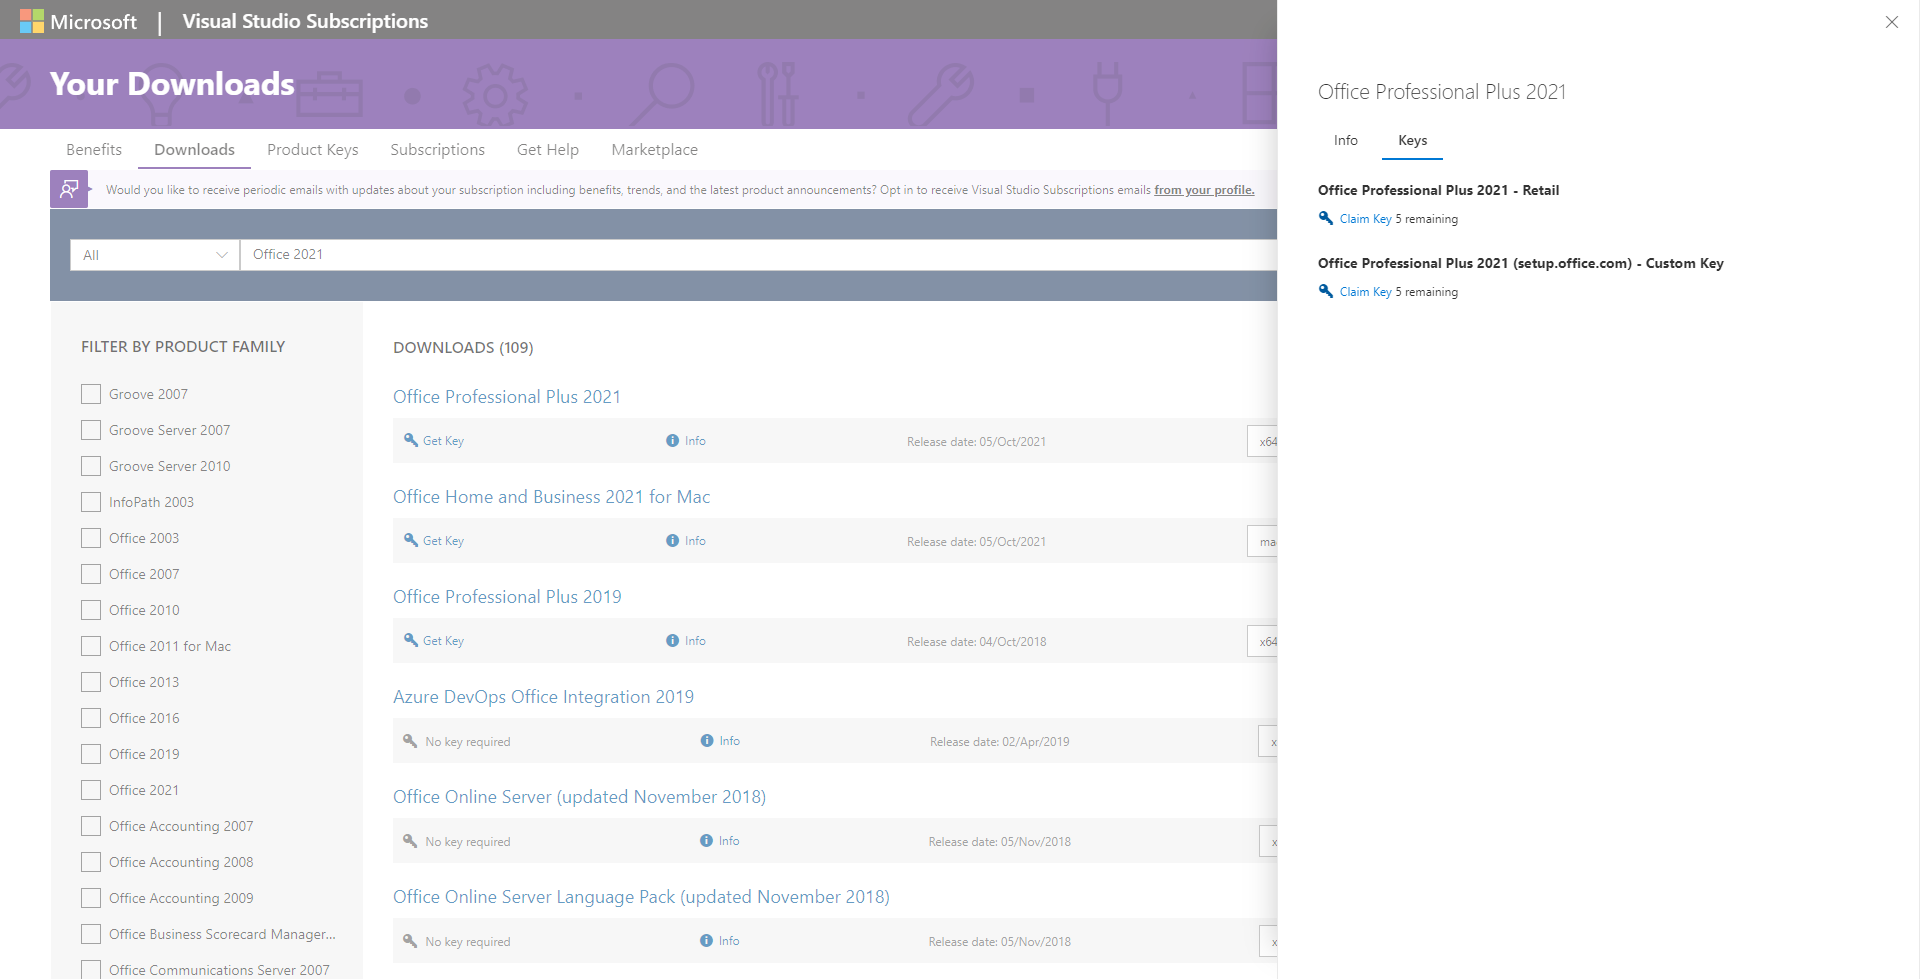 Microsoft | Visual Studio Subscriptions
Your Downloads
Benefits Downloads Product Keys Subscriptions Get Help Marketplace
Would you like to receive periodic emails with updates about your subscription including benefits, trends, and the latest product announcements? Opt in to receive Visual Studio Subscriptions emails from your profile.
All Office 2021
FILTER BY PRODUCT FAMILY
Groove 2007
Groove Server 2007
Groove Server 2010
InfoPath 2003
Office 2003
Office 2007
Office 2010
Office 2011 for Mac
Office 2013
Office 2016
Office 2019
Office 2021
Office Accounting 2007
Office Accounting 2008
Office Accounting 2009
Office Business Scorecard Manager...
Office Communications Server 2007
DOWNLOADS (109)
Office Professional Plus 2021
Get Key Info Release date: 05/Oct/2021 x64
Office Home and Business 2021 for Mac
Get Key Info Release date: 05/Oct/2021 ma
Office Professional Plus 2019
Get Key Info Release date: 04/Oct/2018 x64
Azure DevOps Office Integration 2019
No key required Info Release date: 02/Apr/2019 x
Office Online Server (updated November 2018)
No key required Info Release date: 05/Nov/2018 x
Office Online Server Language Pack (updated November 2018)
No key required Info Release date: 05/Nov/2018 x
Office Professional Plus 2021
Info Keys
Office Professional Plus 2021 - Retail
Claim Key 5 remaining
Office Professional Plus 2021 (setup.office.com) - Custom Key
Claim Key 5 remaining